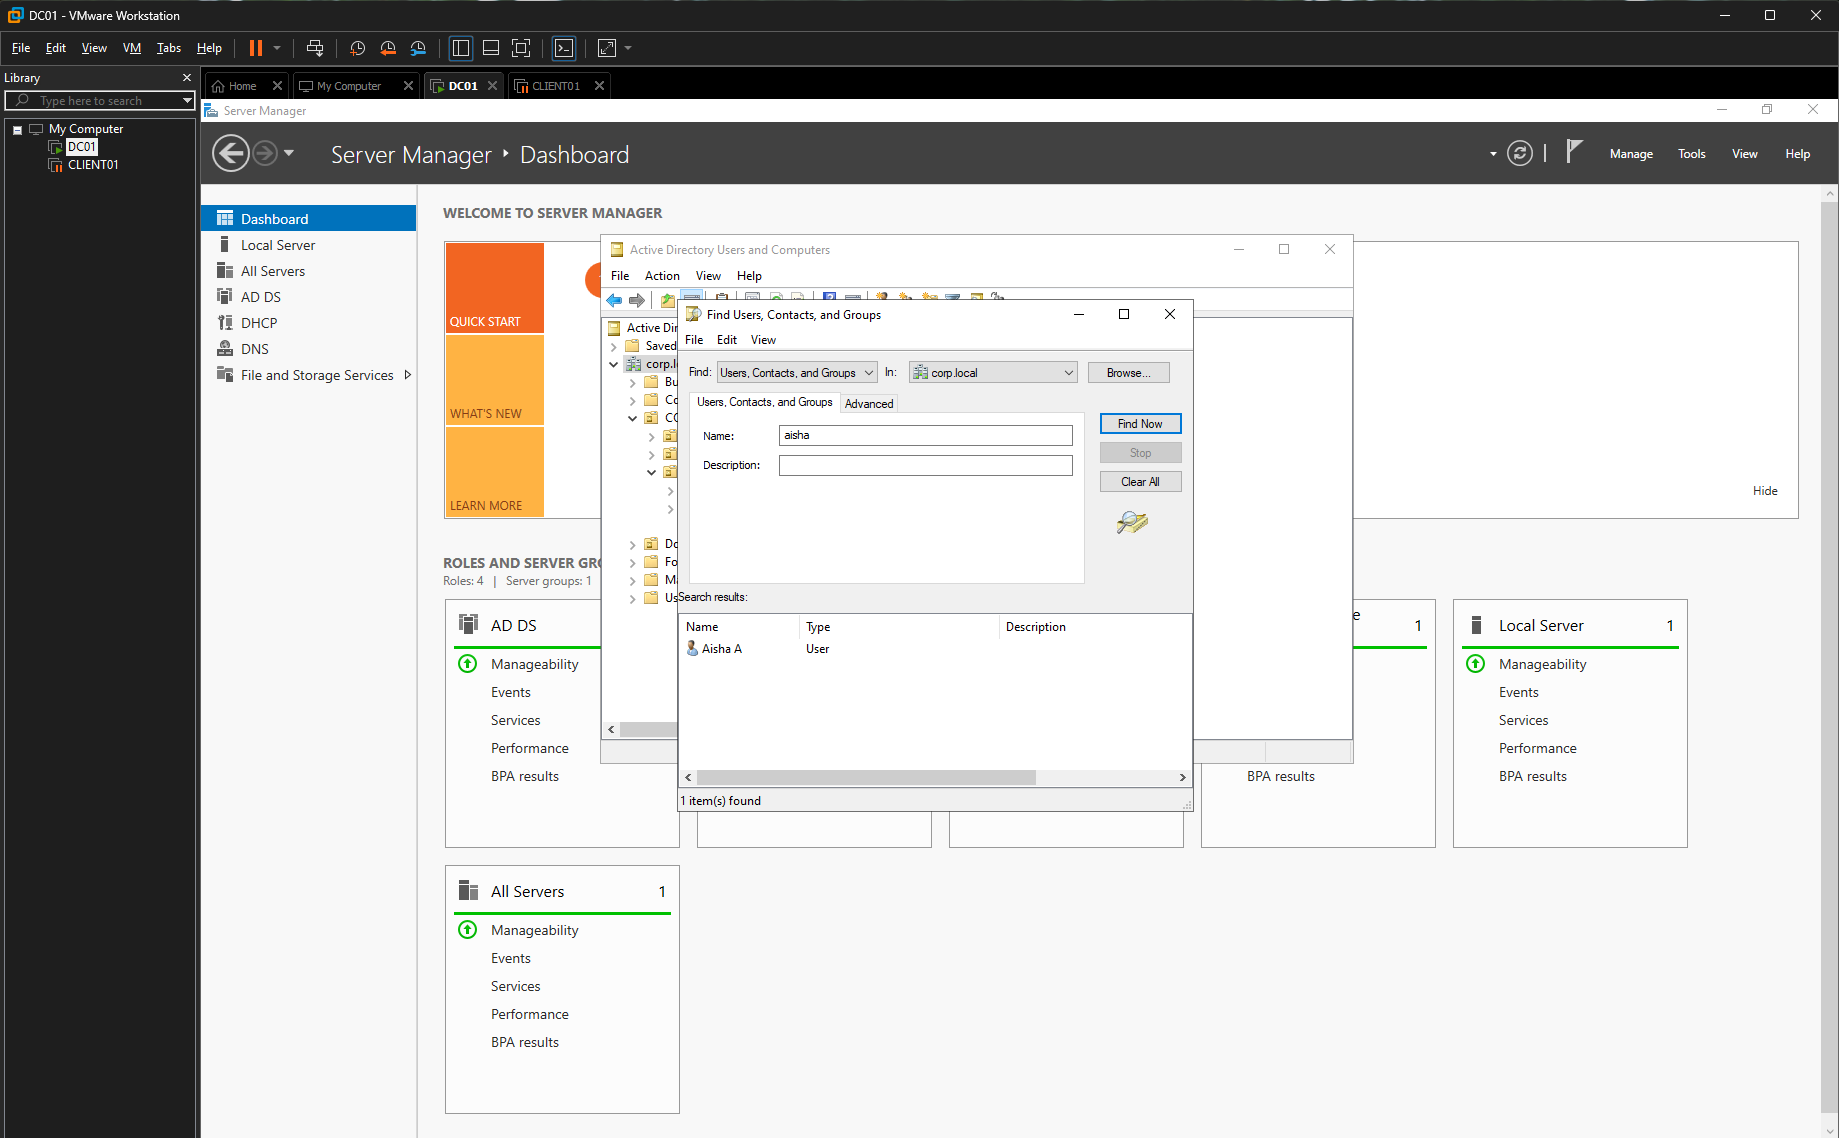 DC01 - VMware Workstation
File Edit View VM Tabs Help
Library
Type here to search
My Computer
DC01
CLIENT01
Home
My Computer
DC01
CLIENT01
Server Manager
Server Manager Dashboard
Manage Tools View Help
Dashboard
Local Server
All Servers
AD DS
DHCP
DNS
File and Storage Services
WELCOME TO SERVER MANAGER
QUICK START
WHAT'S NEW
LEARN MORE
Hide
Active Directory Users and Computers
File Action View Help
Active Dir
Saved
corp.l
Bu
Co
CO
Do
Fo
Ma
Us
Find Users, Contacts, and Groups
File Edit View
Find: Users, Contacts, and Groups In: corp.local Browse...
Users, Contacts, and Groups Advanced
Name: aisha
Description:
Find Now
Stop
Clear All
Search results:
Name Type Description
Aisha A User
1 item(s) found
ROLES AND SERVER GR
Roles: 4 | Server groups: 1
AD DS
Manageability
Events
Services
Performance
BPA results
e 1
BPA results
Local Server 1
Manageability
Events
Services
Performance
BPA results
All Servers 1
Manageability
Events
Services
Performance
BPA results